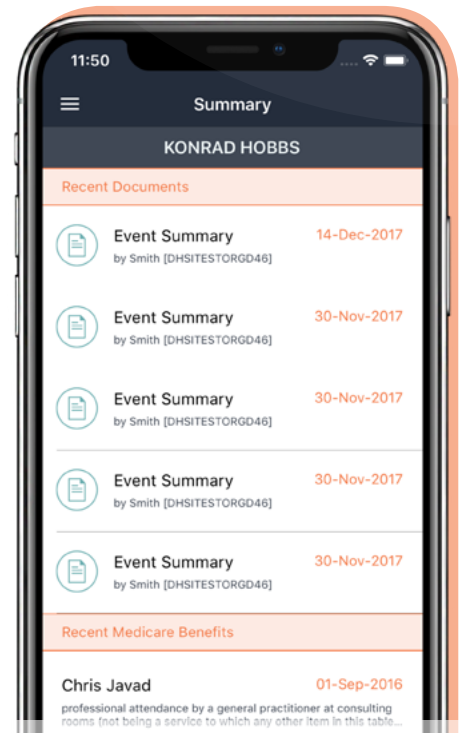 11:50
Summary
KONRAD HOBBS
Recent Documents
Event Summary 14-Dec-2017
by Smith [DHSITESTORGD46]
Event Summary 30-Nov-2017
by Smith [DHSITESTORGD46]
Event Summary 30-Nov-2017
by Smith [DHSITESTORGD46]
Event Summary 30-Nov-2017
by Smith [DHSITESTORGD46]
Event Summary 30-Nov-2017
by Smith [DHSITESTORGD46]
Recent Medicare Benefits
Chris Javad 01-Sep-2016
professional attendance by a general practitioner at consulting
rooms (not being a service to which any other item in this table...